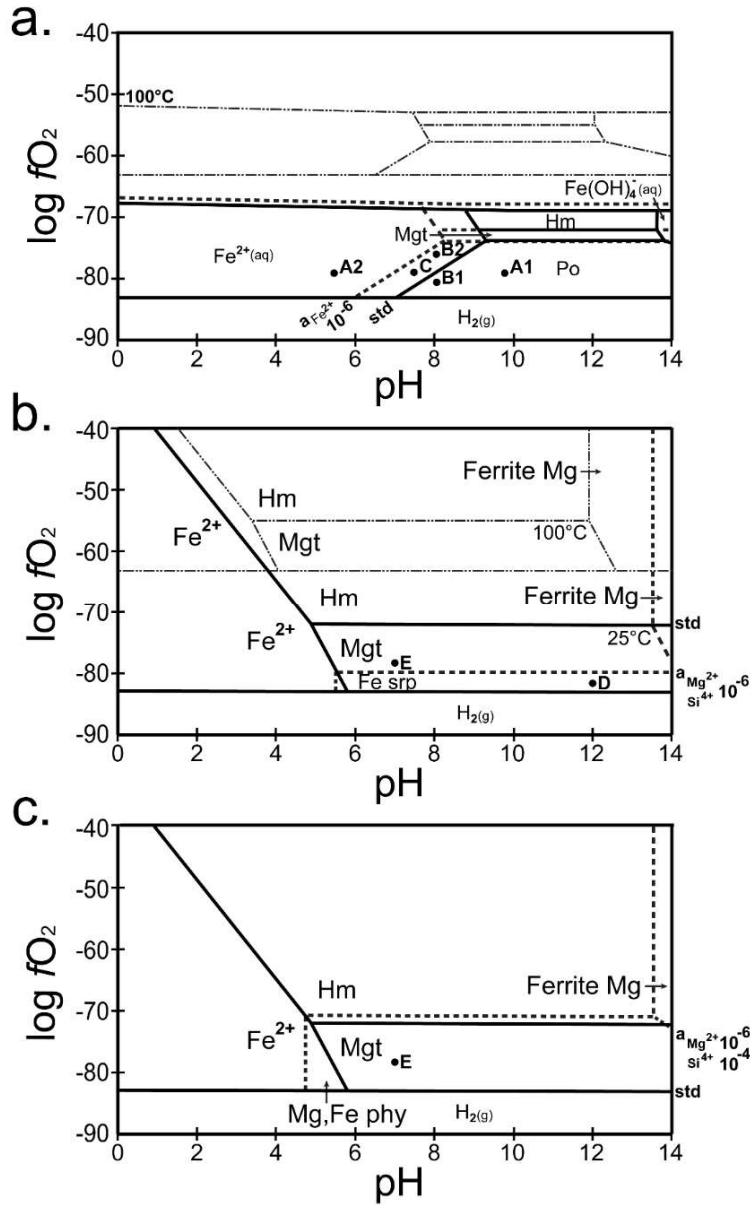 a.
-40
-50
-60
-70
-80
-90
log fO₂
100°C
Fe(OH)₄⁻(aq)
Hm
Mgt
B2
Fe²⁺(aq)
A2
C
A1
Po
B1
a Fe²⁺ 10⁻⁶
std
H₂(g)
0 2 4 6 8 10 12 14
pH
b.
-40
-50
-60
-70
-80
-90
log fO₂
Ferrite Mg
Hm
Fe²⁺
Mgt
100°C
Hm
Ferrite Mg
Fe²⁺
std
25°C
Mgt
E
a Mg²⁺ 10⁻⁶
Si⁴⁺
Fe srp
D
H₂(g)
0 2 4 6 8 10 12 14
pH
c.
-40
-50
-60
-70
-80
-90
log fO₂
Hm
Ferrite Mg
Fe²⁺
Mgt
E
a Mg²⁺ 10⁻⁶
Si⁴⁺ 10⁻⁴
std
Mg,Fe phy
H₂(g)
0 2 4 6 8 10 12 14
pH